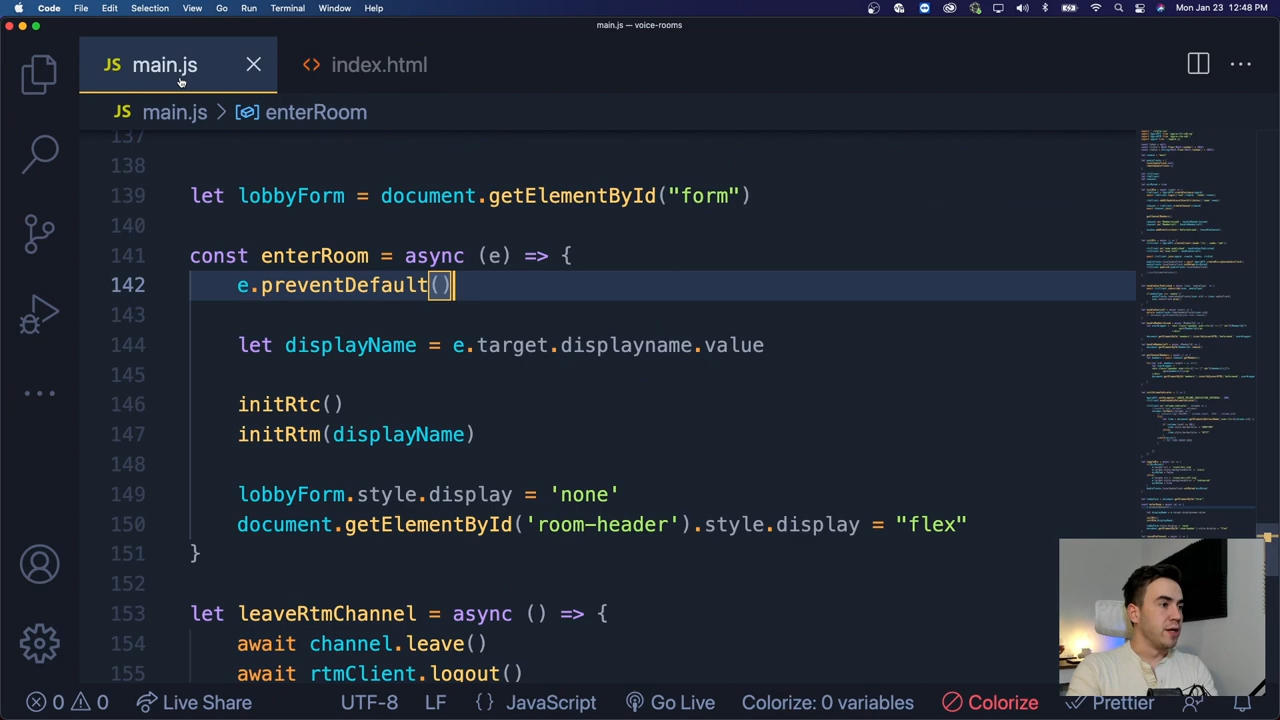 Code File Edit Selection View Go Run Terminal Window Help Mon Jan 23 12:48 PM
main.js — voice-rooms
JS main.js index.html
JS main.js > enterRoom
137
138
139 let lobbyForm = document.getElementById("form")
140
141 const enterRoom = async (e) => {
142 e.preventDefault()
143
144 let displayName = e.target.displayname.value
145
146 initRtc()
147 initRtm(displayName)
148
149 lobbyForm.style.display = 'none'
150 document.getElementById('room-header').style.display = "flex"
151 }
152
153 let leaveRtmChannel = async () => {
154 await channel.leave()
155 await rtmClient.logout()
0 0 Live Share UTF-8 LF {} JavaScript Go Live Colorize: 0 variables Colorize Prettier